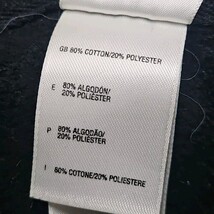 GB 80% COTTON/20% POLYESTER
E 80% ALGODÓN/
20% POLIÉSTER
P 80% ALGODÃO/
20% POLIÉSTER
I 80% COTONE/20% POLIESTERE